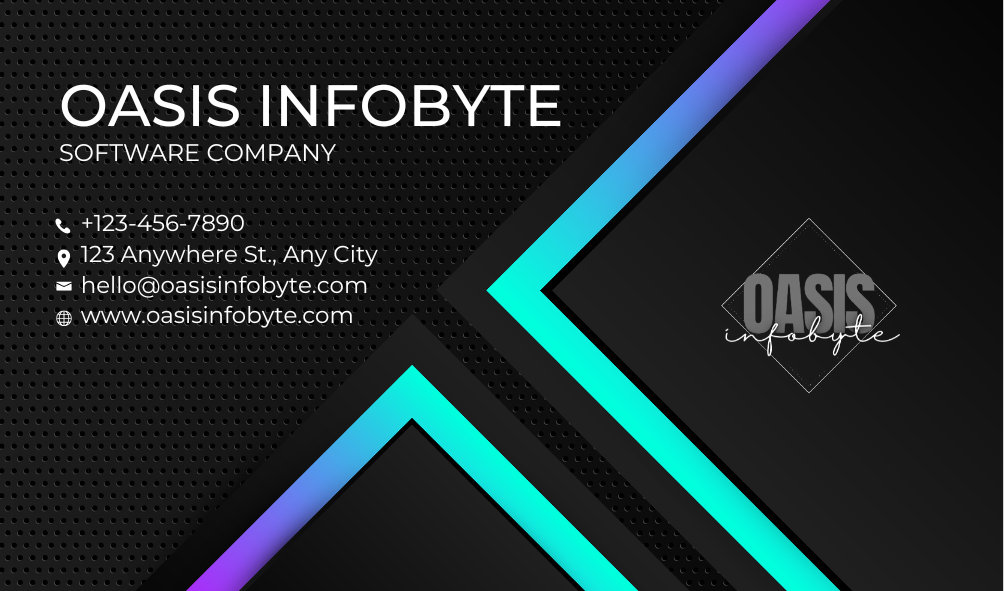 OASIS INFOBYTE
SOFTWARE COMPANY
+123-456-7890
123 Anywhere St., Any City
hello@oasisinfobyte.com
www.oasisinfobyte.com
OASIS
infobyte